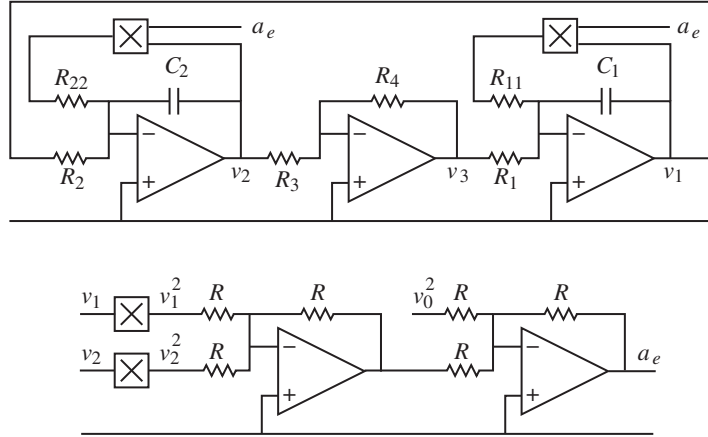 a_e a_e
R_22 C_2 R_4 R_11 C_1
− − −
R_2 + v_2 R_3 + v_3 R_1 + v_1
v_1 v_1^2 R R v_0^2 R R
− −
v_2 v_2^2 R R a_e
+ +